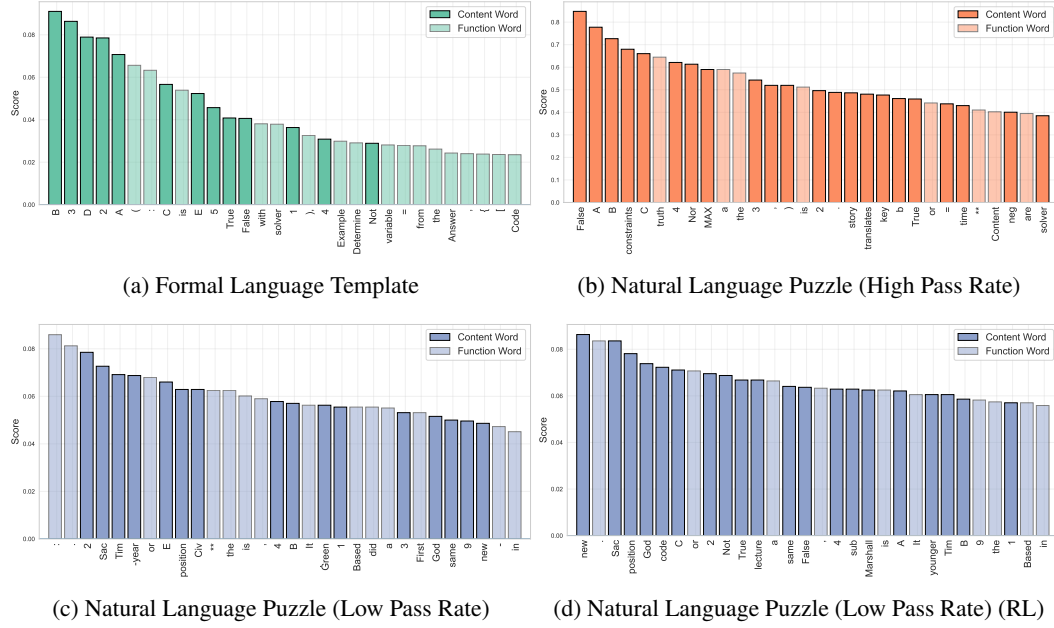 Content Word
Function Word
Score
0.08
0.06
0.04
0.02
0.00
B 3 D 2 A ( : C is E 5 True False with solver 1 ), 4 Example Determine Not variable = from the Answer , { [ Code
(a) Formal Language Template
Content Word
Function Word
Score
0.8
0.7
0.6
0.5
0.4
0.3
0.2
0.1
0.0
False A B constraints C truth 4 Nor MAX a the 3 , ) is 2 . story translates key b True or = time ** Content neg are solver
(b) Natural Language Puzzle (High Pass Rate)
Content Word
Function Word
Score
0.08
0.06
0.04
0.02
0.00
2 Sac Tim -year or E position Civ ** the is , 4 B It Green 1 Based did a 3 First God same 9 new - in
(c) Natural Language Puzzle (Low Pass Rate)
Content Word
Function Word
Score
0.08
0.06
0.04
0.02
0.00
new . Sac position God code C or 2 Not True lecture a same False 4 sub Marshall is A It younger Tim B 9 the 1 Based in
(d) Natural Language Puzzle (Low Pass Rate) (RL)